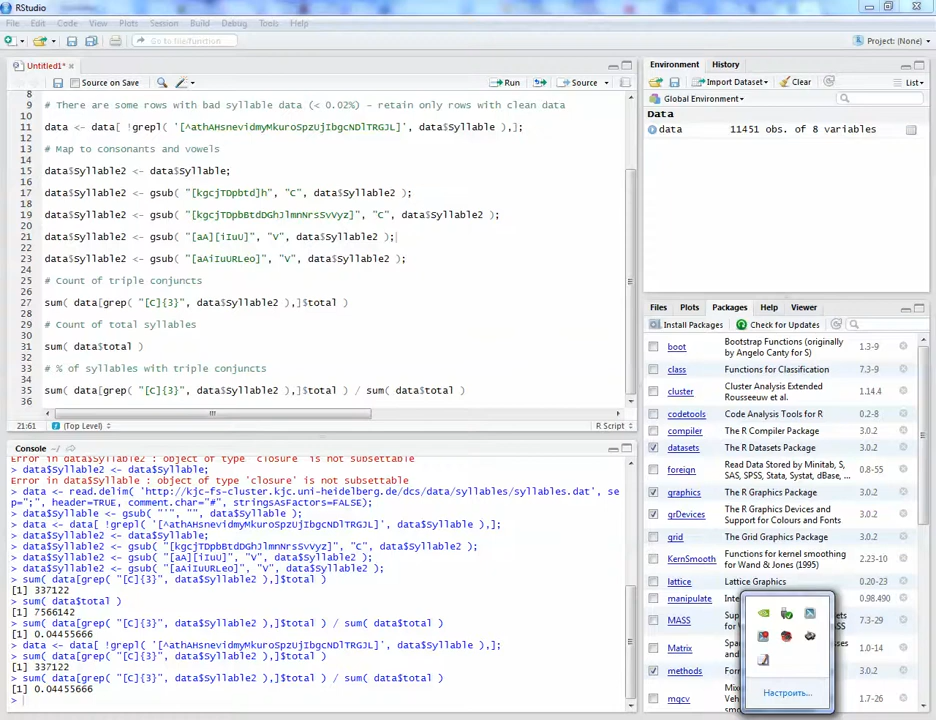 RStudio
File Edit Code View Plots Session Build Debug Tools Help
Go to file/function
Project: (None)
Untitled1*
Source on Save
Run
Source
8
9 # There are some rows with bad syllable data (< 0.02%) – retain only rows with clean data
10
11 data <- data[ !grepl( '[^athAHsnevidmyMkuroSpzUjIbgcNDlTRGJL]', data$Syllable ),];
12
13 # Map to consonants and vowels
14
15 data$Syllable2 <- data$Syllable;
16
17 data$Syllable2 <- gsub( "[kgcjTDpbtd]h", "C", data$Syllable2 );
18
19 data$Syllable2 <- gsub( "[kgcjTDpbBtdDGhJlmnNrsSvVyz]", "C", data$Syllable2 );
20
21 data$Syllable2 <- gsub( "[aA][iIuU]", "V", data$Syllable2 );
22
23 data$Syllable2 <- gsub( "[aAiIuURLeo]", "V", data$Syllable2 );
24
25 # Count of triple conjuncts
26
27 sum( data[grep( "[C]{3}", data$Syllable2 ),]$total )
28
29 # Count of total syllables
30
31 sum( data$total )
32
33 # % of syllables with triple conjuncts
34
35 sum( data[grep( "[C]{3}", data$Syllable2 ),]$total ) / sum( data$total )
36
21:61 (Top Level) R Script
Console ~/
Error in data$Syllable2 : object of type 'closure' is not subsettable
> data$Syllable2 <- data$Syllable;
Error in data$Syllable : object of type 'closure' is not subsettable
> data <- read.delim( 'http://kjc-fs-cluster.kjc.uni-heidelberg.de/dcs/data/syllables/syllables.dat', se
p=";", header=TRUE, comment.char="#", stringsAsFactors=FALSE);
> data$Syllable <- gsub( "'", "", data$Syllable );
> data <- data[ !grepl( '[^athAHsnevidmyMkuroSpzUjIbgcNDlTRGJL]', data$Syllable ),];
> data$Syllable2 <- data$Syllable;
> data$Syllable2 <- gsub( "[kgcjTDpbBtdDGhJlmnNrsSvVyz]", "C", data$Syllable2 );
> data$Syllable2 <- gsub( "[aA][iIuU]", "V", data$Syllable2 );
> data$Syllable2 <- gsub( "[aAiIuURLeo]", "V", data$Syllable2 );
> sum( data[grep( "[C]{3}", data$Syllable2 ),]$total )
[1] 337122
> sum( data$total )
[1] 7566142
> sum( data[grep( "[C]{3}", data$Syllable2 ),]$total ) / sum( data$total )
[1] 0.04455666
> data <- data[ !grepl( '[^athAHsnevidmyMkuroSpzUjIbgcNDlTRGJL]', data$Syllable ),];
> sum( data[grep( "[C]{3}", data$Syllable2 ),]$total )
[1] 337122
> sum( data[grep( "[C]{3}", data$Syllable2 ),]$total ) / sum( data$total )
[1] 0.04455666
>
Environment History
Import Dataset Clear List
Global Environment
Data
data 11451 obs. of 8 variables
Files Plots Packages Help Viewer
Install Packages Check for Updates
boot Bootstrap Functions (originally by Angelo Canty for S) 1.3-9
class Functions for Classification 7.3-9
cluster Cluster Analysis Extended Rousseeuw et al. 1.14.4
codetools Code Analysis Tools for R 0.2-8
compiler The R Compiler Package 3.0.2
datasets The R Datasets Package 3.0.2
foreign Read Data Stored by Minitab, S, SAS, SPSS, Stata, Systat, dBase, ... 0.8-55
graphics The R Graphics Package 3.0.2
grDevices The R Graphics Devices and Support for Colours and Fonts 3.0.2
grid The Grid Graphics Package 3.0.2
KernSmooth Functions for kernel smoothing for Wand & Jones (1995) 2.23-10
lattice Lattice Graphics 0.20-23
manipulate Inte 0.98.490
MASS 7.3-29
Matrix 1.0-14
methods 3.0.2
mgcv 1.7-26
Настроить...